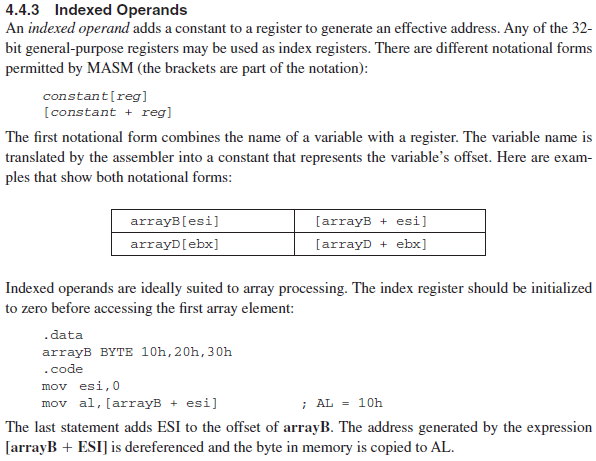 4.4.3 Indexed Operands
An indexed operand adds a constant to a register to generate an effective address. Any of the 32-
bit general-purpose registers may be used as index registers. There are different notational forms
permitted by MASM (the brackets are part of the notation):
constant[reg]
[constant + reg]
The first notational form combines the name of a variable with a register. The variable name is
translated by the assembler into a constant that represents the variable's offset. Here are exam-
ples that show both notational forms:
arrayB[esi] [arrayB + esi]
arrayD[ebx] [arrayD + ebx]
Indexed operands are ideally suited to array processing. The index register should be initialized
to zero before accessing the first array element:
.data
arrayB BYTE 10h,20h,30h
.code
mov esi,0
mov al,[arrayB + esi] ; AL = 10h
The last statement adds ESI to the offset of arrayB. The address generated by the expression
[arrayB + ESI] is dereferenced and the byte in memory is copied to AL.